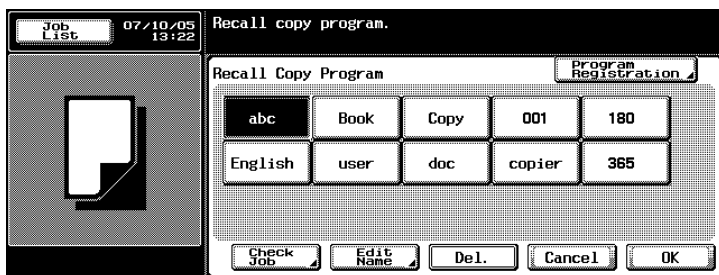 Job List
07/10/05
13:22
Recall copy program.
Recall Copy Program
Program Registration
abc Book Copy 001 180
English user doc copier 365
Check Job Edit Name Del. Cancel OK